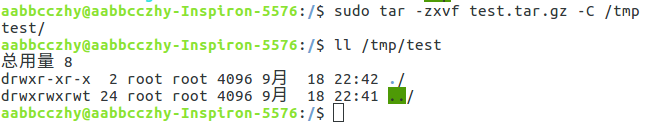 aabbcczhy@aabbcczhy-Inspiron-5576:/$ sudo tar -zxvf test.tar.gz -C /tmp
test/
aabbcczhy@aabbcczhy-Inspiron-5576:/$ ll /tmp/test
总用量 8
drwxr-xr-x  2 root root 4096 9月  18 22:42 ./
drwxrwxrwt 24 root root 4096 9月  18 22:41 ../
aabbcczhy@aabbcczhy-Inspiron-5576:/$